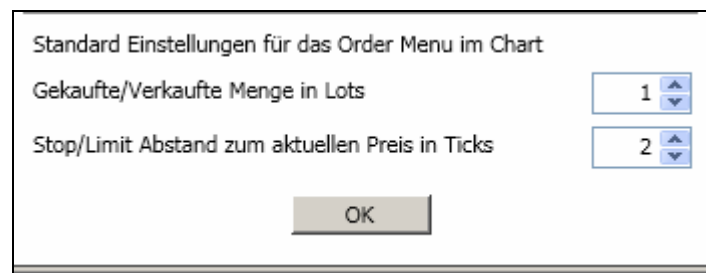 Standard Einstellungen für das Order Menu im Chart
Gekaufte/Verkaufte Menge in Lots 1
Stop/Limit Abstand zum aktuellen Preis in Ticks 2
OK